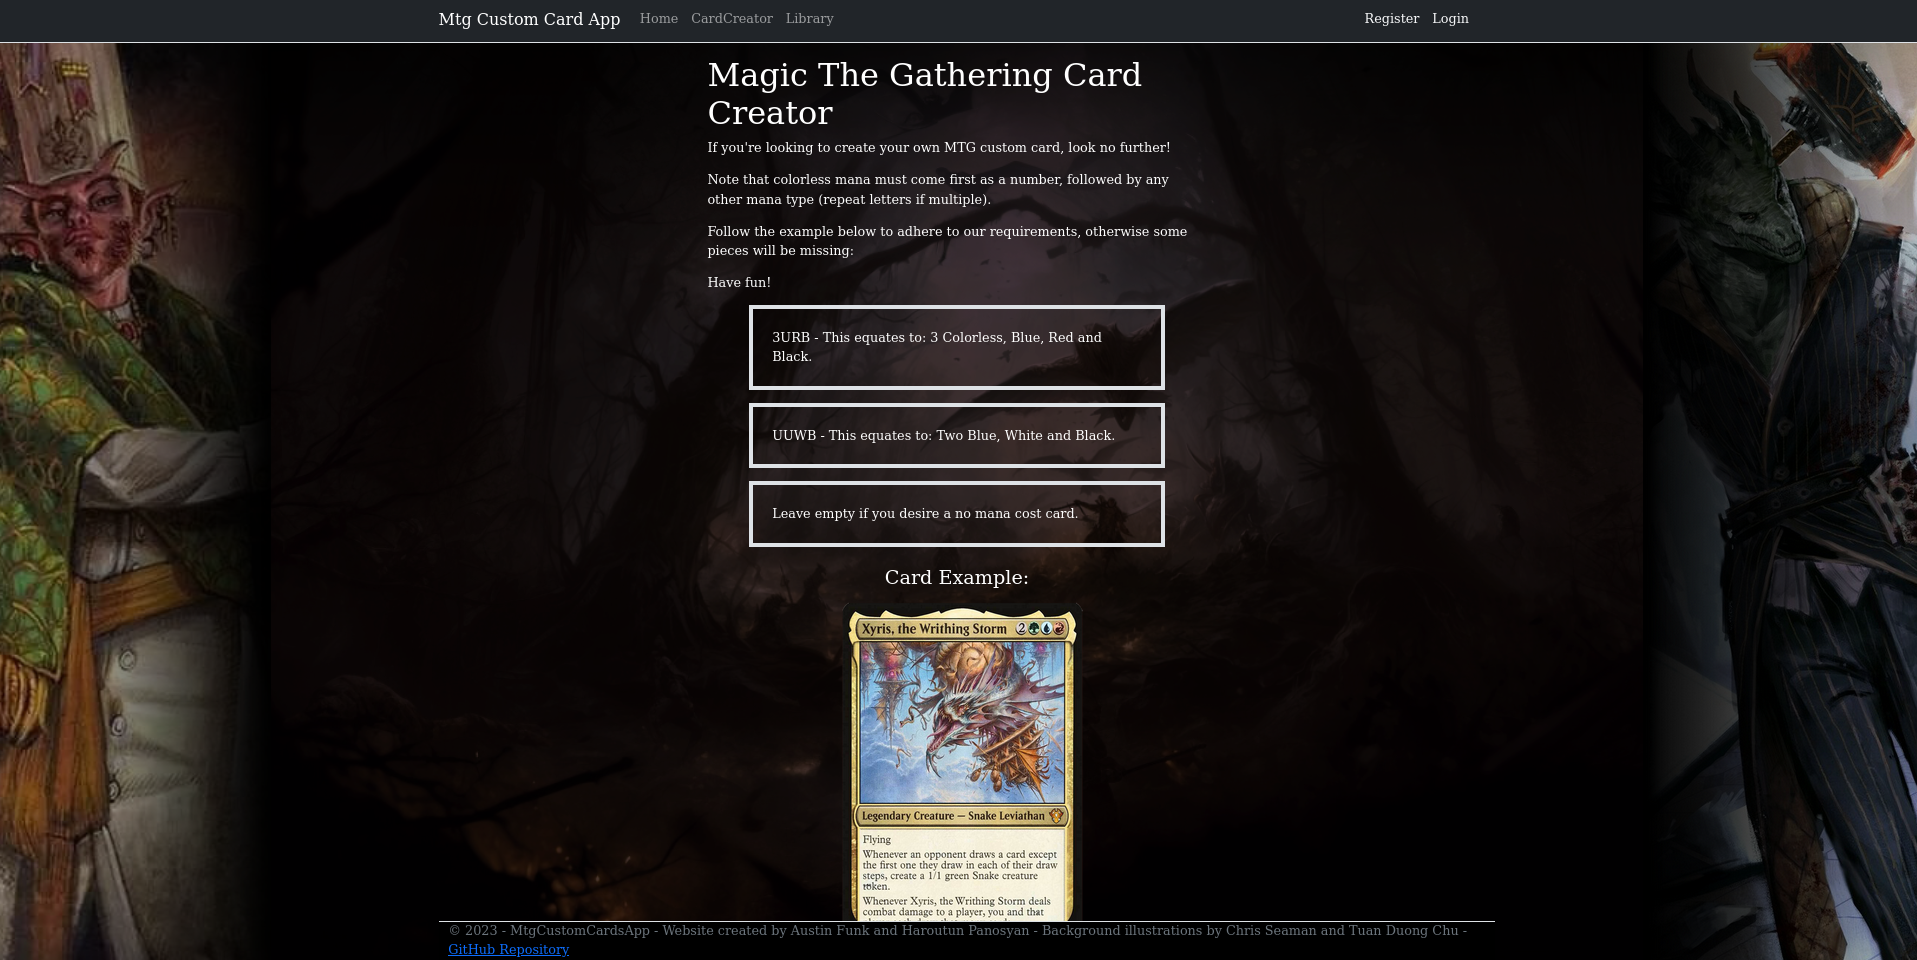 Mtg Custom Card App Home CardCreator Library Register Login
Magic The Gathering Card
Creator
If you're looking to create your own MTG custom card, look no further!
Note that colorless mana must come first as a number, followed by any
other mana type (repeat letters if multiple).
Follow the example below to adhere to our requirements, otherwise some
pieces will be missing:
Have fun!
3URB - This equates to: 3 Colorless, Blue, Red and
Black.
UUWB - This equates to: Two Blue, White and Black.
Leave empty if you desire a no mana cost card.
Card Example:
Xyris, the Writhing Storm 2
Legendary Creature — Snake Leviathan
Flying
Whenever an opponent draws a card except
the first one they draw in each of their draw
steps, create a 1/1 green Snake creature
token.
Whenever Xyris, the Writhing Storm deals
combat damage to a player, you and that
© 2023 - MtgCustomCardsApp - Website created by Austin Funk and Haroutun Panosyan - Background illustrations by Chris Seaman and Tuan Duong Chu -
GitHub Repository